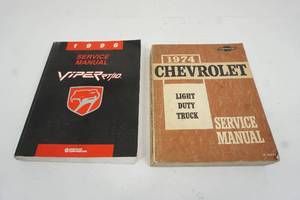 1996
SERVICE
MANUAL
VIPER RT/10
1974
CHEVROLET
LIGHT
DUTY
TRUCK
SERVICE
MANUAL